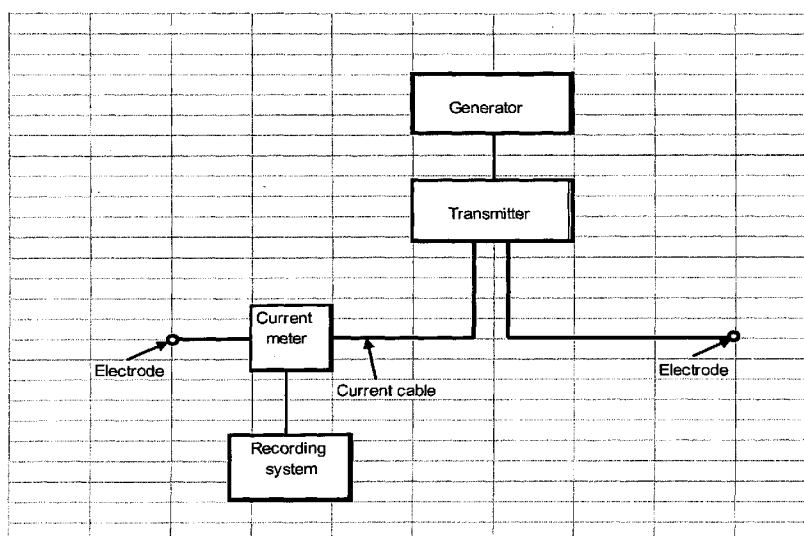 Generator
Transmitter
Current
meter
Electrode
Current cable
Electrode
Recording
system